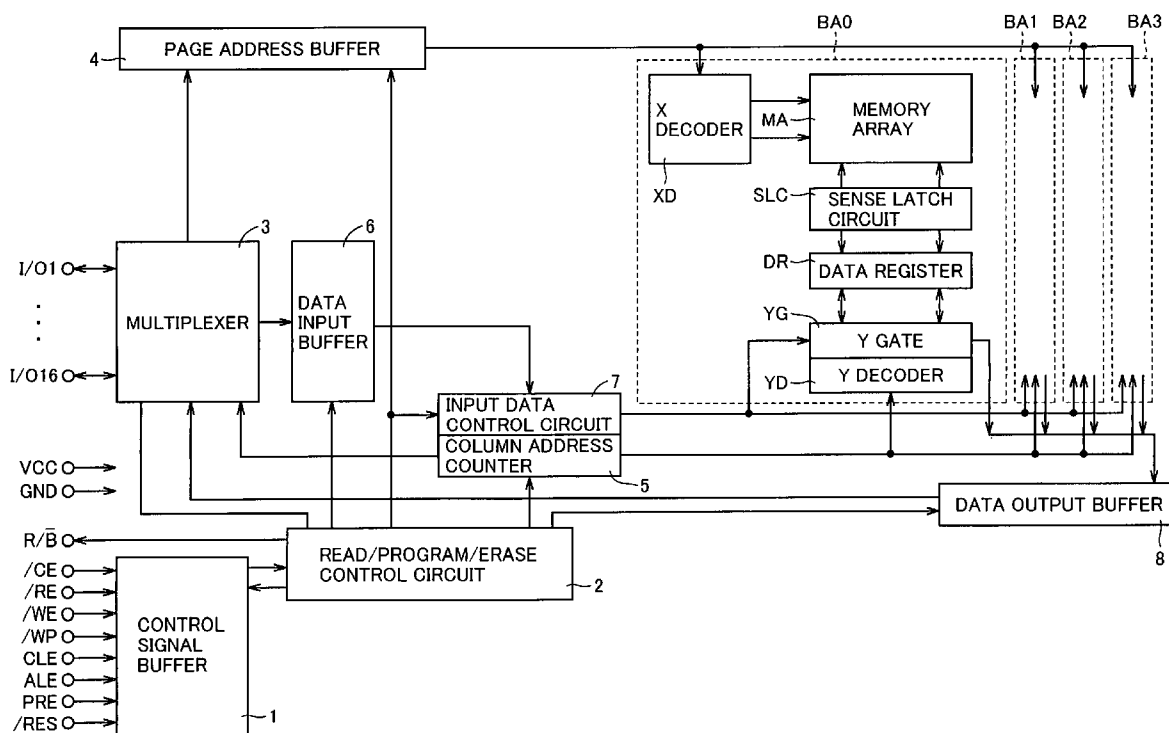 BA0
BA1
BA2
BA3
PAGE ADDRESS BUFFER
4
X
DECODER
XD
MA
MEMORY
ARRAY
SLC
SENSE LATCH
CIRCUIT
DR
DATA REGISTER
YG
Y GATE
YD
Y DECODER
3
6
I/O1
I/O16
MULTIPLEXER
DATA
INPUT
BUFFER
7
INPUT DATA
CONTROL CIRCUIT
COLUMN ADDRESS
COUNTER
5
VCC
GND
DATA OUTPUT BUFFER
8
R/B̅
READ/PROGRAM/ERASE
CONTROL CIRCUIT
2
/CE
/RE
/WE
/WP
CLE
ALE
PRE
/RES
CONTROL
SIGNAL
BUFFER
1